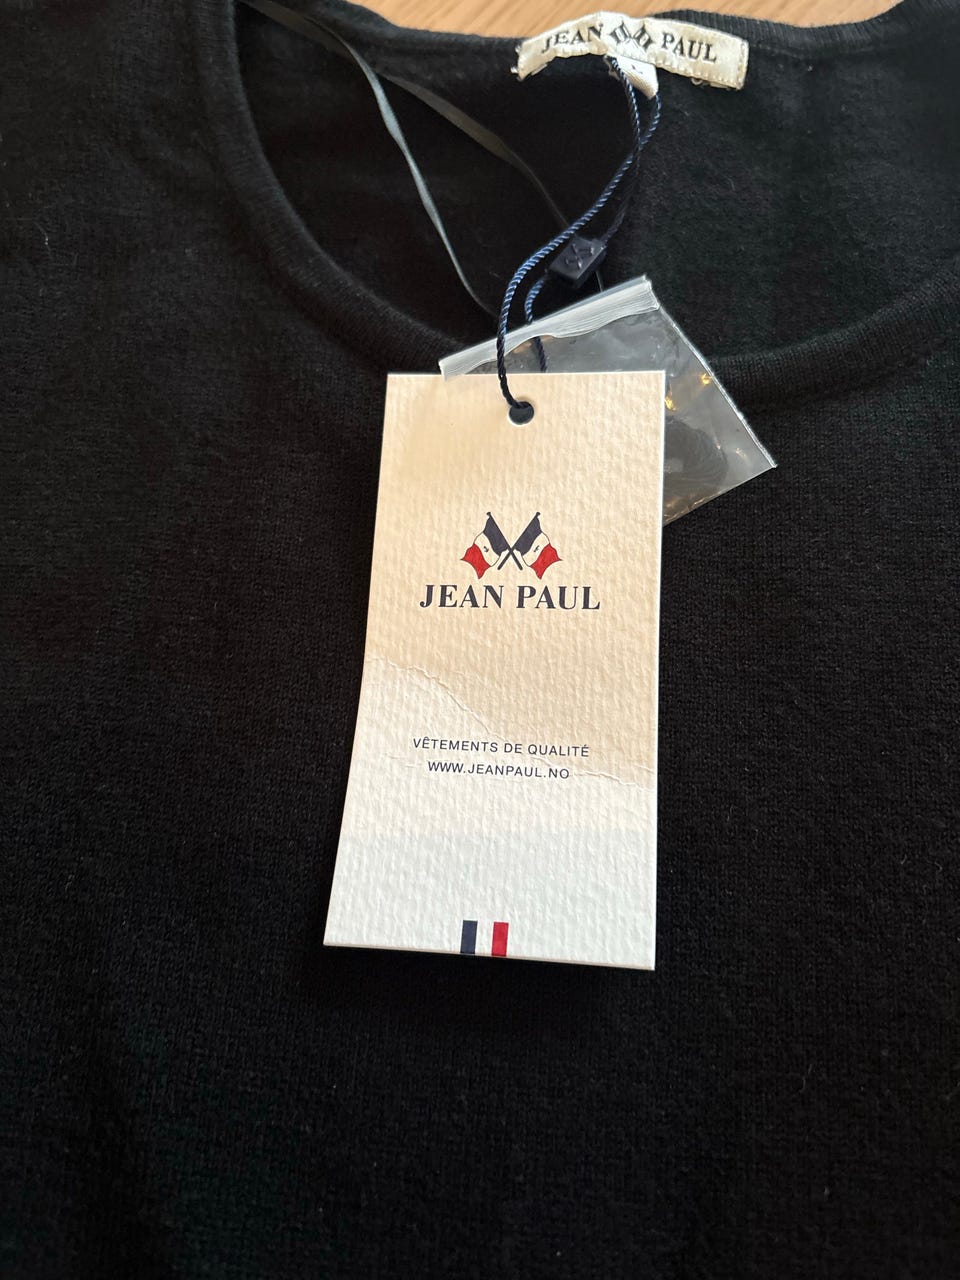 JEAN PAUL
JEAN PAUL
VÊTEMENTS DE QUALITÉ
WWW.JEANPAUL.NO